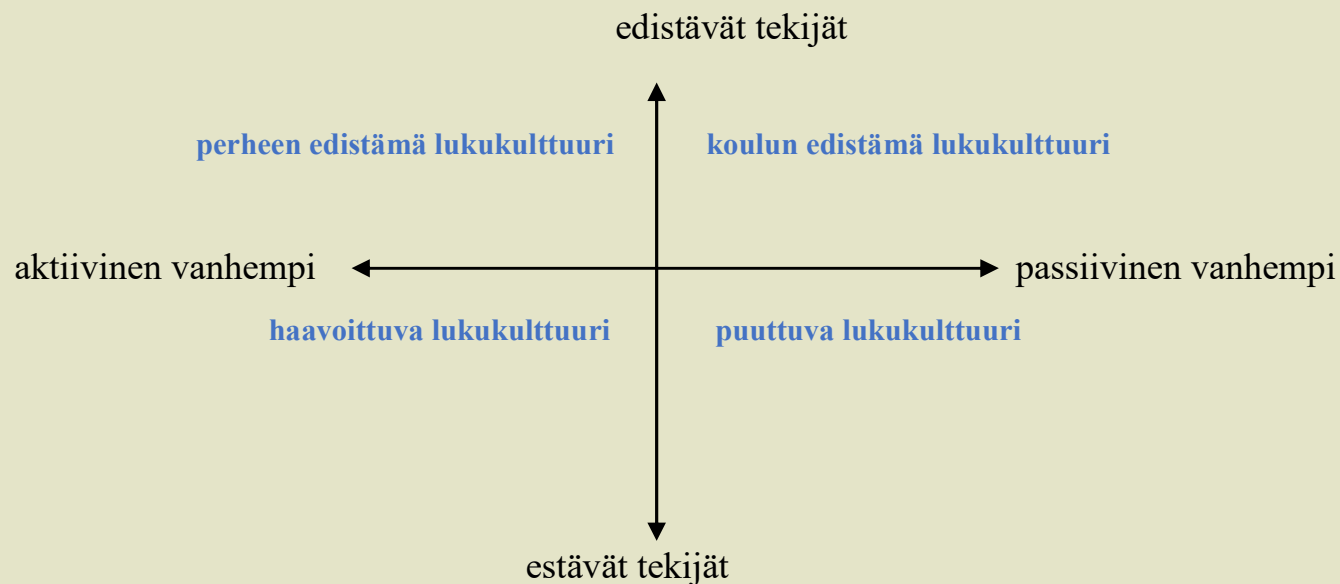 edistävät tekijät
perheen edistämä lukukulttuuri
koulun edistämä lukukulttuuri
aktiivinen vanhempi
passiivinen vanhempi
haavoittuva lukukulttuuri
puuttuva lukukulttuuri
estävät tekijät